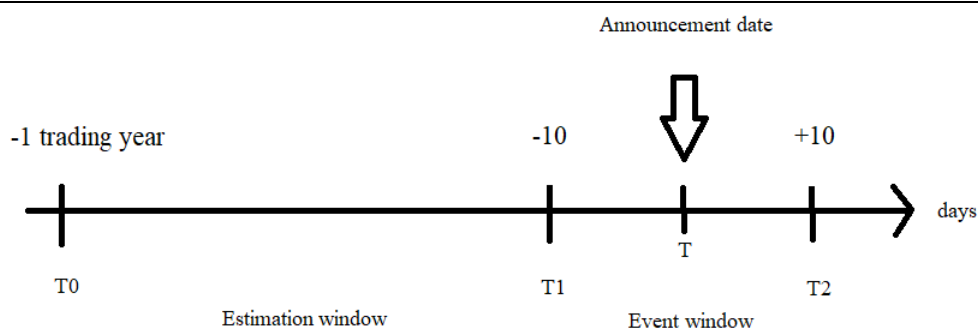 Announcement date
-1 trading year
-10
+10
days
T
T0
T1
T2
Estimation window
Event window